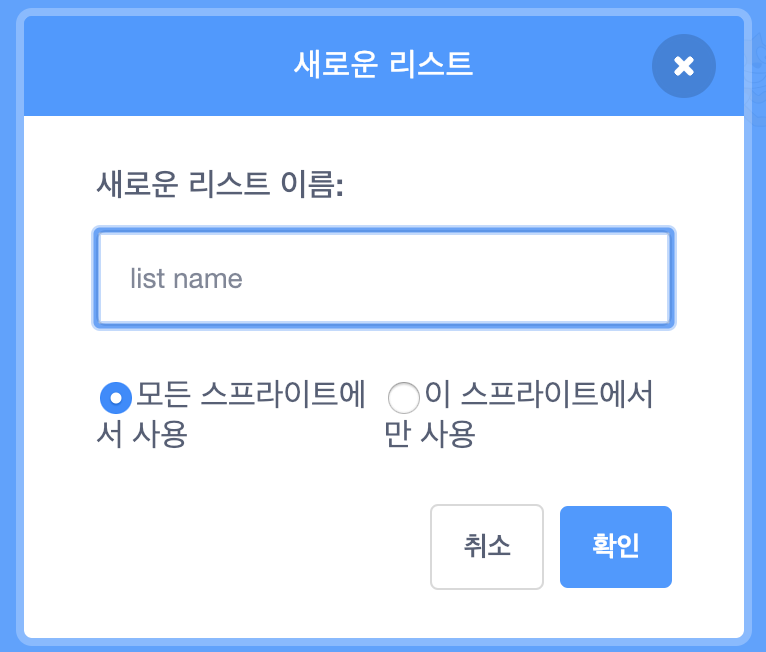 새로운 리스트
새로운 리스트 이름:
list name
모든 스프라이트에
서 사용
이 스프라이트에서
만 사용
취소
확인